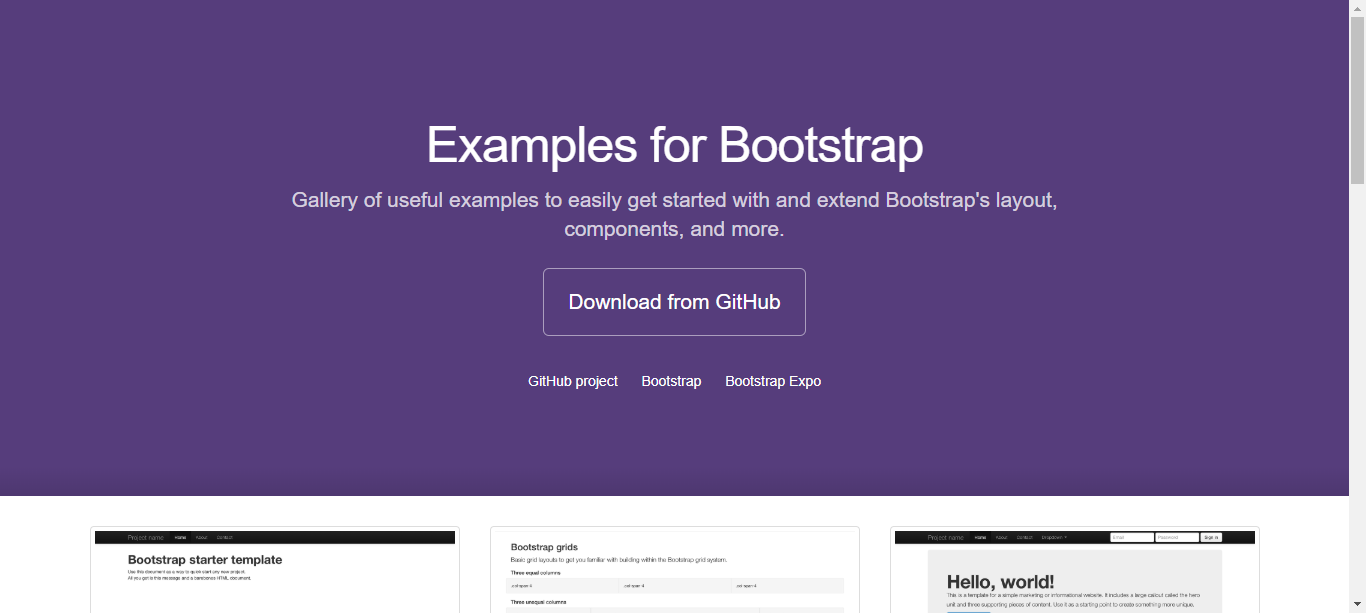 Examples for Bootstrap
Gallery of useful examples to easily get started with and extend Bootstrap's layout,
components, and more.
Download from GitHub
GitHub project Bootstrap Bootstrap Expo
Project name Home About Contact
Bootstrap starter template
Use this document as a way to quick start any new project.
All you get is this message and a barebones HTML document.
Bootstrap grids
Basic grid layouts to get you familiar with building within the Bootstrap grid system.
Three equal columns
.col-span-4 .col-span-4 .col-span-4
Three unequal columns
Project name Home About Contact Dropdown Email Password Sign in
Hello, world!
This is a template for a simple marketing or informational website. It includes a large callout called the hero
unit and three supporting pieces of content. Use it as a starting point to create something more unique.